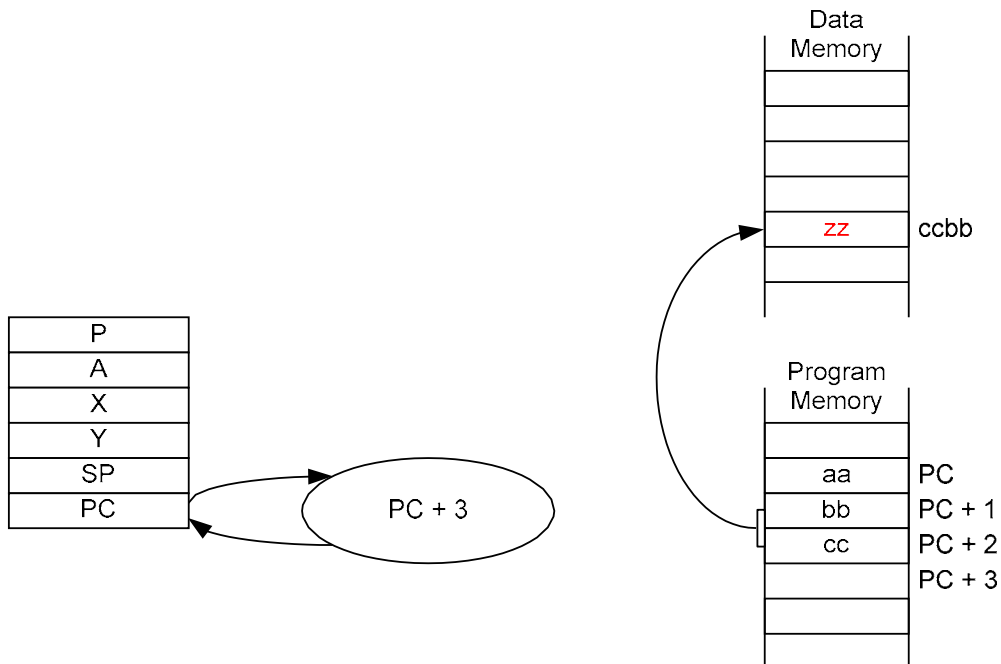 Data
Memory
zz ccbb
P
A
X
Y
SP
PC
PC + 3
Program
Memory
aa PC
bb PC + 1
cc PC + 2
PC + 3